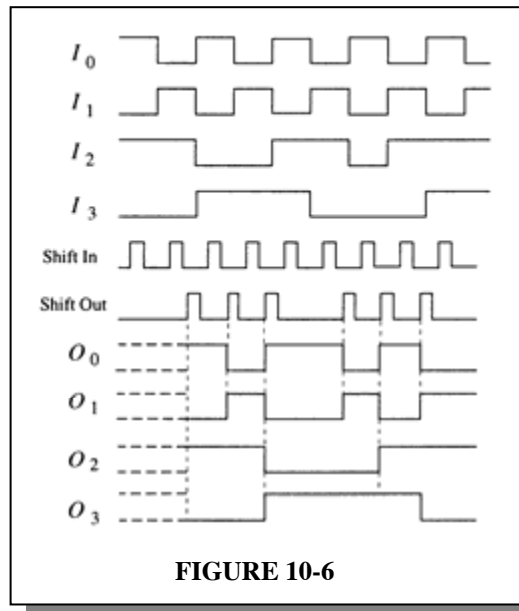 I0
I1
I2
I3
Shift In
Shift Out
O0
O1
O2
O3
FIGURE 10-6